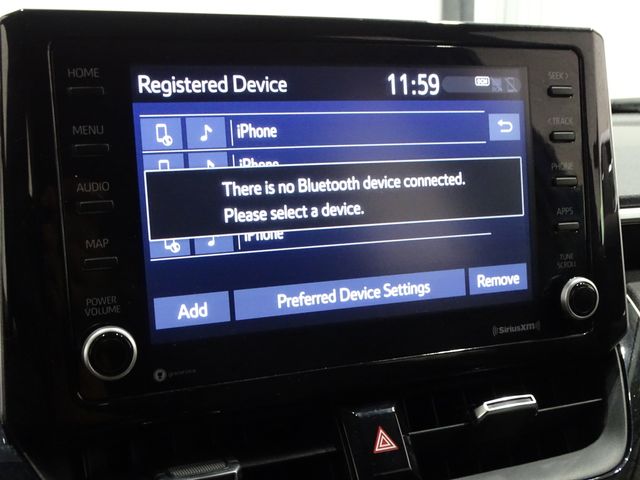 HOME
MENU
AUDIO
MAP
POWER
VOLUME
Registered Device
11:59
iPhone
iPhone
There is no Bluetooth device connected.
Please select a device.
iPhone
Add
Preferred Device Settings
Remove
SEEK >
< TRACK
PHONE
APPS
TUNE
SCROLL
((SiriusXM))